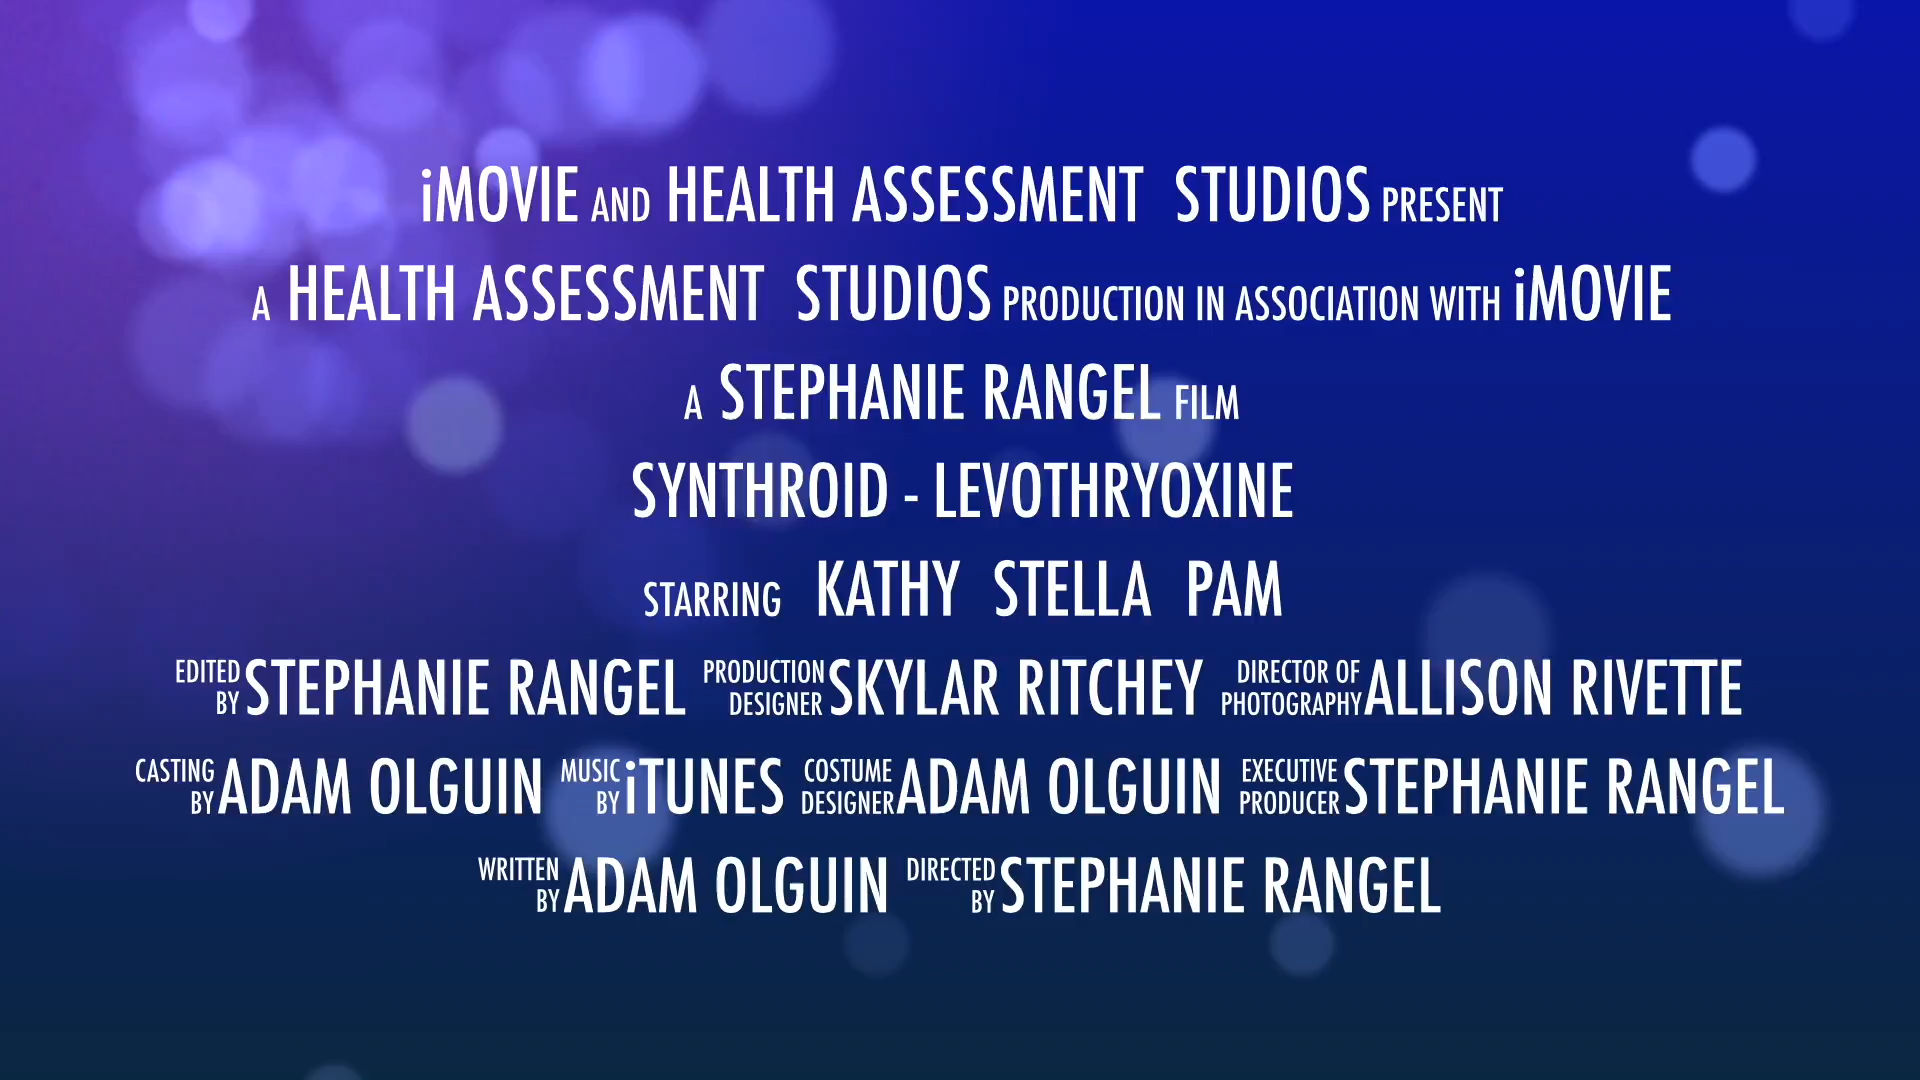 iMOVIE AND HEALTH ASSESSMENT STUDIOS PRESENT
A HEALTH ASSESSMENT STUDIOS PRODUCTION IN ASSOCIATION WITH iMOVIE
A STEPHANIE RANGEL FILM
SYNTHROID - LEVOTHRYOXINE
STARRING KATHY STELLA PAM
EDITED BY STEPHANIE RANGEL PRODUCTION DESIGNER SKYLAR RITCHEY DIRECTOR OF PHOTOGRAPHY ALLISON RIVETTE
CASTING BY ADAM OLGUIN MUSIC BY iTUNES COSTUME DESIGNER ADAM OLGUIN EXECUTIVE PRODUCER STEPHANIE RANGEL
WRITTEN BY ADAM OLGUIN DIRECTED BY STEPHANIE RANGEL